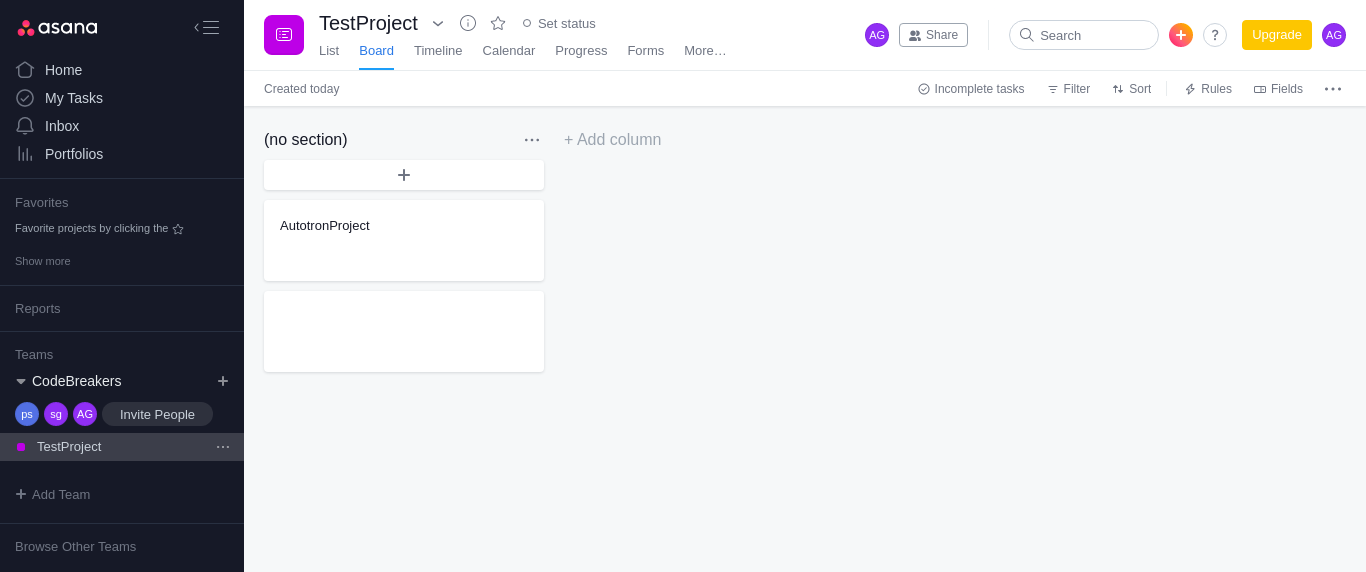 asana
Home
My Tasks
Inbox
Portfolios
Favorites
Favorite projects by clicking the
Show more
Reports
Teams
CodeBreakers
ps sg AG Invite People
TestProject
Add Team
Browse Other Teams
TestProject Set status
List Board Timeline Calendar Progress Forms More…
AG Share Search ? Upgrade AG
Created today Incomplete tasks Filter Sort Rules Fields
(no section) + Add column
AutotronProject